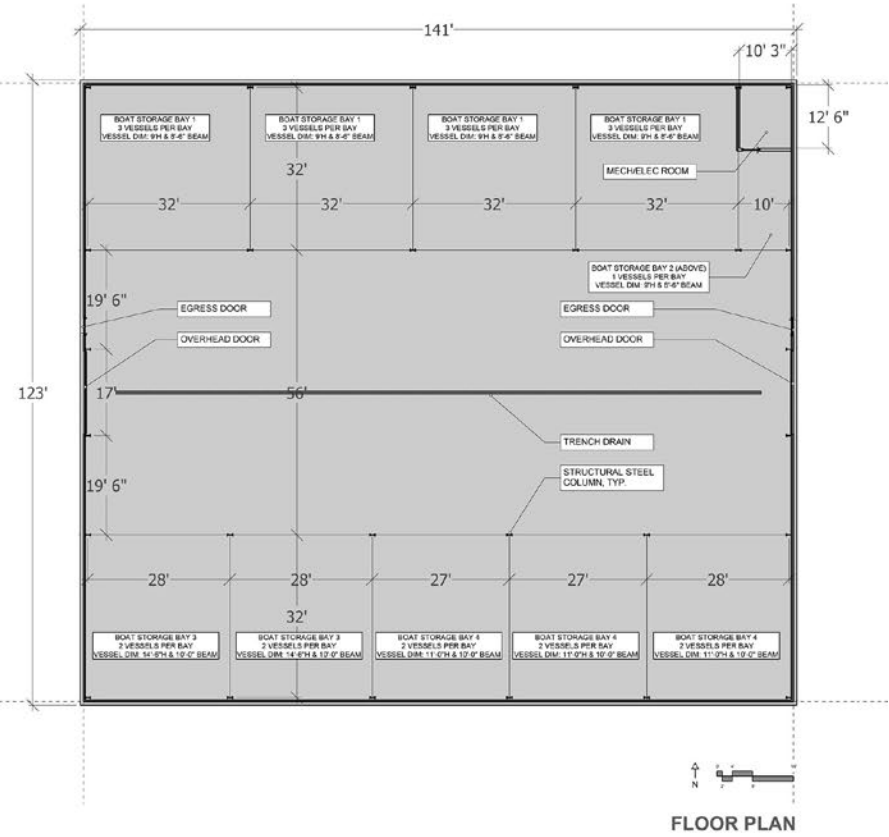 141'
10' 3"
12' 6"
BOAT STORAGE BAY 1
3 VESSELS PER BAY
VESSEL DIM: 9'H & 8'-6" BEAM
BOAT STORAGE BAY 1
3 VESSELS PER BAY
VESSEL DIM: 9'H & 8'-6" BEAM
BOAT STORAGE BAY 1
3 VESSELS PER BAY
VESSEL DIM: 9'H & 8'-6" BEAM
BOAT STORAGE BAY 1
3 VESSELS PER BAY
VESSEL DIM: 9'H & 8'-6" BEAM
32'
MECH/ELEC ROOM
32'
32'
32'
32'
10'
BOAT STORAGE BAY 2 (ABOVE)
1 VESSELS PER BAY
VESSEL DIM: 9'H & 8'-6" BEAM
19' 6"
EGRESS DOOR
EGRESS DOOR
OVERHEAD DOOR
OVERHEAD DOOR
123'
17'
56'
TRENCH DRAIN
19' 6"
STRUCTURAL STEEL
COLUMN, TYP.
28'
28'
27'
27'
28'
32'
BOAT STORAGE BAY 3
2 VESSELS PER BAY
VESSEL DIM: 14'-6"H & 10'-0" BEAM
BOAT STORAGE BAY 3
2 VESSELS PER BAY
VESSEL DIM: 14'-6"H & 10'-0" BEAM
BOAT STORAGE BAY 4
2 VESSELS PER BAY
VESSEL DIM: 11'-0"H & 10'-0" BEAM
BOAT STORAGE BAY 4
2 VESSELS PER BAY
VESSEL DIM: 11'-0"H & 10'-0" BEAM
BOAT STORAGE BAY 4
2 VESSELS PER BAY
VESSEL DIM: 11'-0"H & 10'-0" BEAM
N
FLOOR PLAN